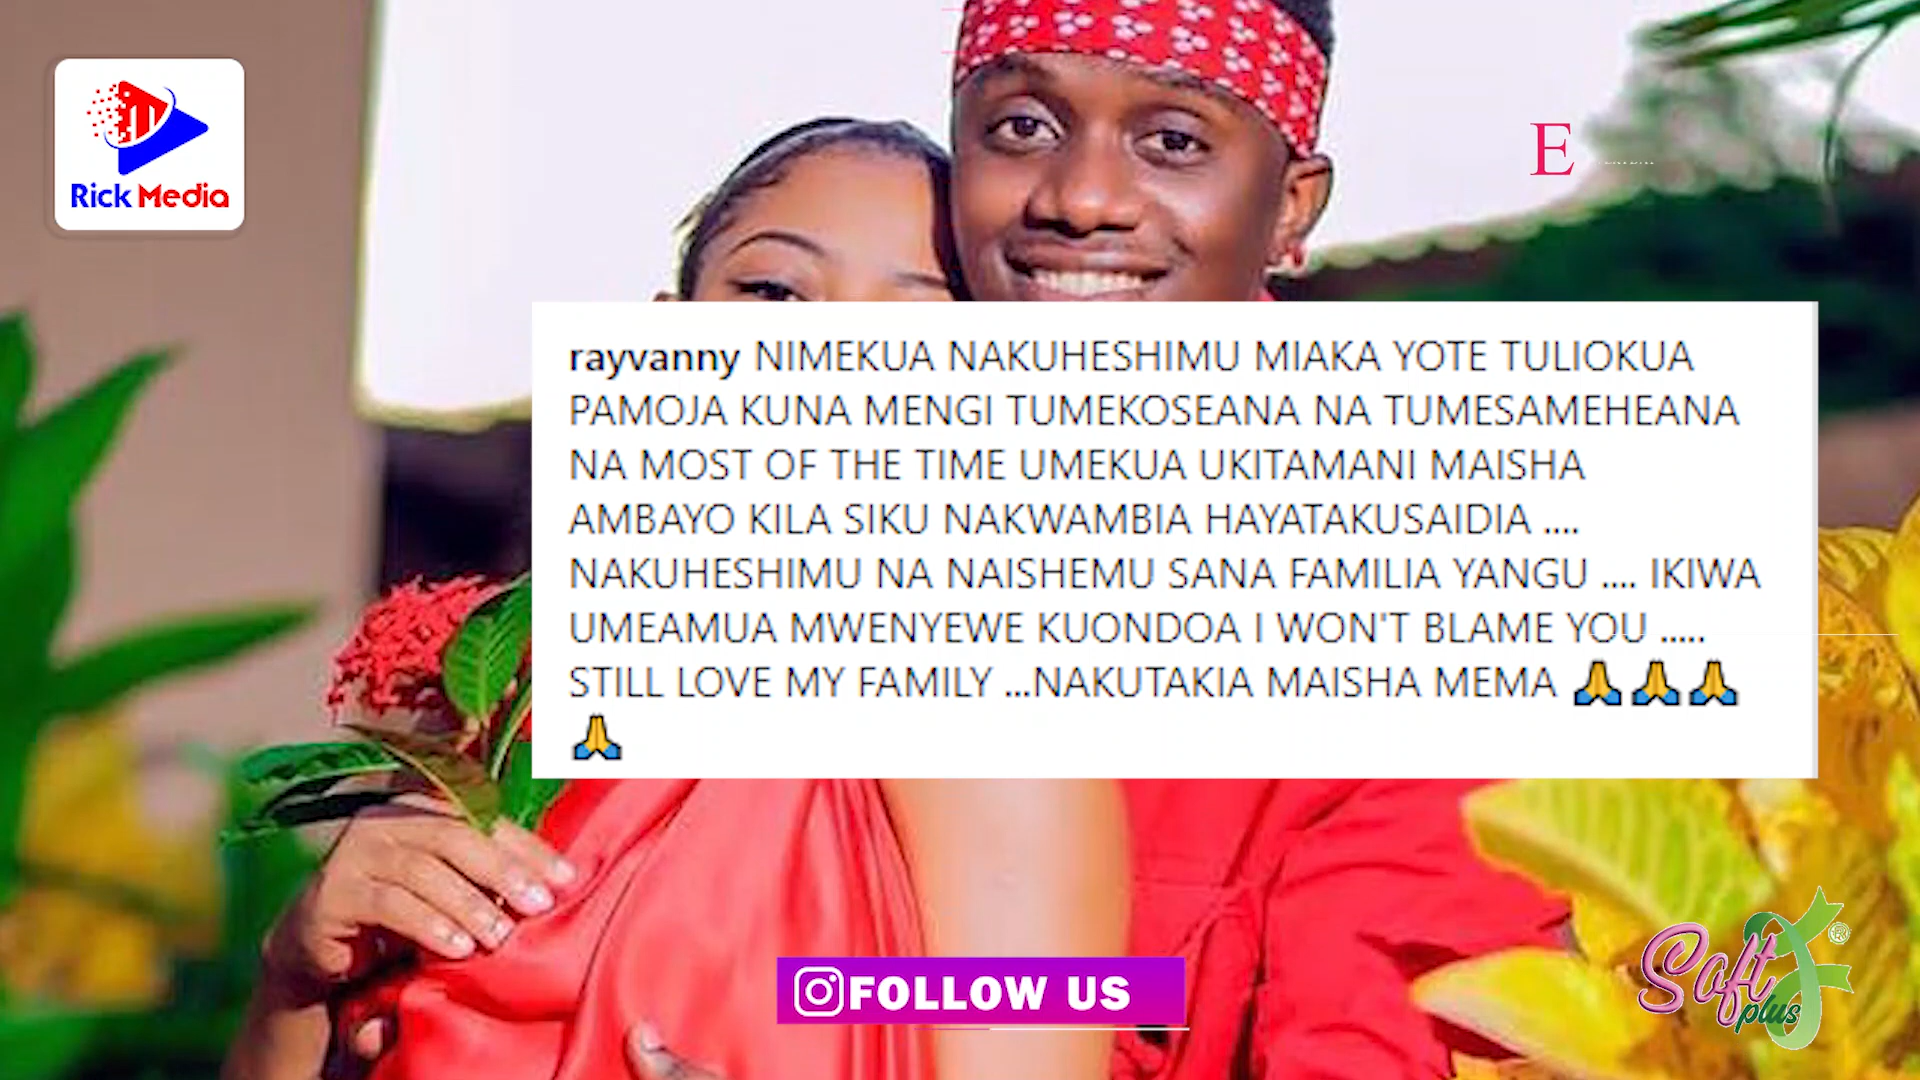 Rick Media
E
rayvanny NIMEKUA NAKUHESHIMU MIAKA YOTE TULIOKUA
PAMOJA KUNA MENGI TUMEKOSEANA NA TUMESAMEHEANA
NA MOST OF THE TIME UMEKUA UKITAMANI MAISHA
AMBAYO KILA SIKU NAKWAMBIA HAYATAKUSAIDIA ....
NAKUHESHIMU NA NAISHEMU SANA FAMILIA YANGU .... IKIWA
UMEAMUA MWENYEWE KUONDOA I WON'T BLAME YOU .....
STILL LOVE MY FAMILY ...NAKUTAKIA MAISHA MEMA 🙏🙏🙏
🙏
FOLLOW US
Soft
plus